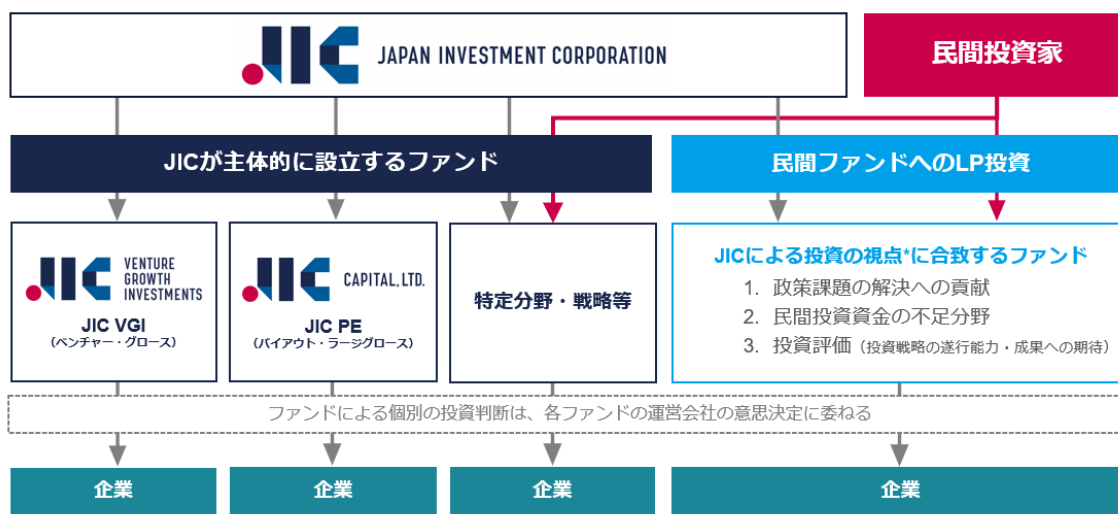 JIC JAPAN INVESTMENT CORPORATION
民間投資家
JICが主体的に設立するファンド
民間ファンドへのLP投資
JIC VENTURE
GROWTH
INVESTMENTS
JIC VGI
（ベンチャー・グロース）
JIC CAPITAL, LTD.
JIC PE
（バイアウト・ラージグロース）
特定分野・戦略等
JICによる投資の視点*に合致するファンド
1. 政策課題の解決への貢献
2. 民間投資資金の不足分野
3. 投資評価（投資戦略の遂行能力・成果への期待）
ファンドによる個別の投資判断は、各ファンドの運営会社の意思決定に委ねる
企業
企業
企業
企業